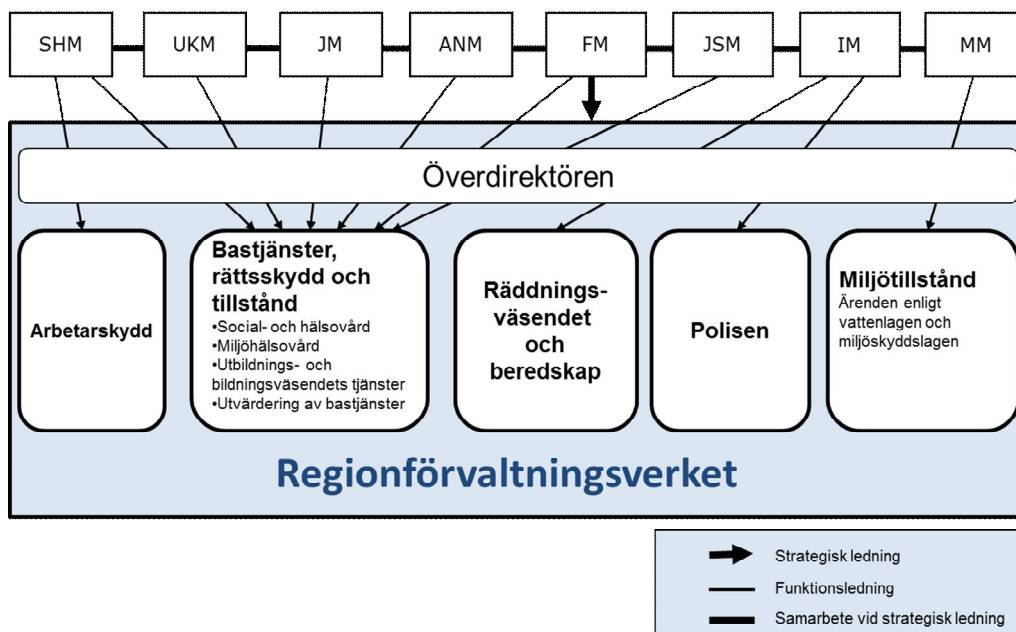 SHM
UKM
JM
ANM
FM
JSM
IM
MM
Överdirektören
Arbetarskydd
Bastjänster,
rättsskydd och
tillstånd
•Social- och hälsovård
•Miljöhälsovård
•Utbildnings- och
bildningsväsendets tjänster
•Utvärdering av bastjänster
Räddnings-
väsendet
och
beredskap
Polisen
Miljötillstånd
Ärenden enligt
vattenlagen och
miljöskyddslagen
Regionförvaltningsverket
Strategisk ledning
Funktionsledning
Samarbete vid strategisk ledning